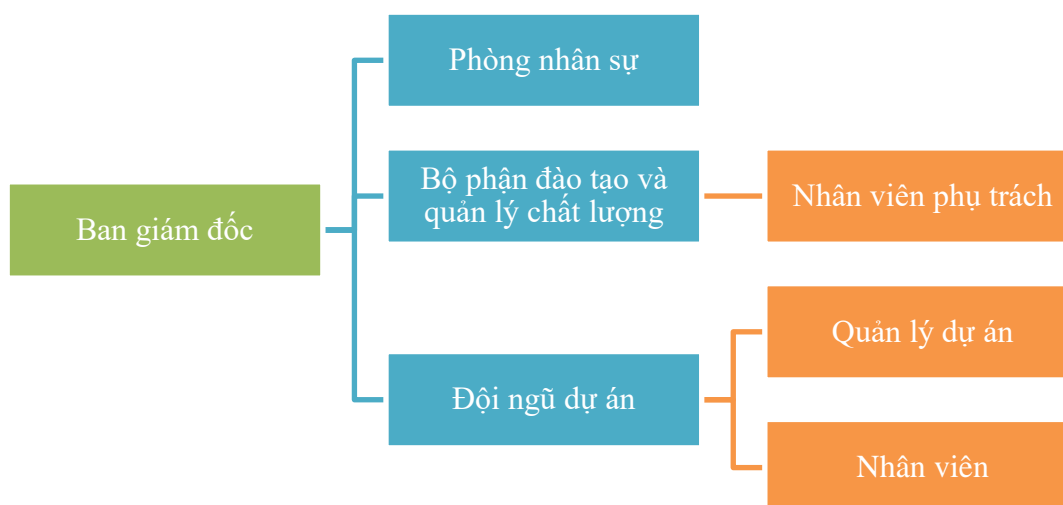 Phòng nhân sự
Bộ phận đào tạo và
quản lý chất lượng
Nhân viên phụ trách
Ban giám đốc
Quản lý dự án
Đội ngũ dự án
Nhân viên